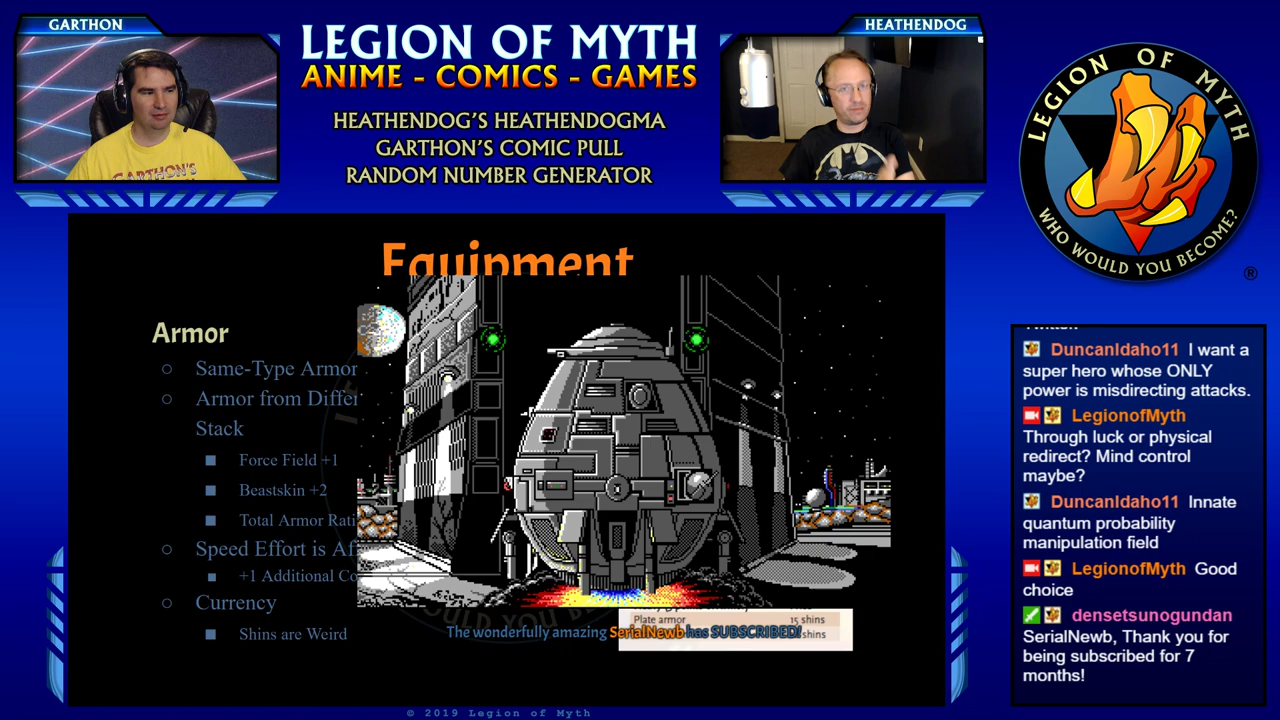 GARTHON
LEGION OF MYTH
ANIME - COMICS - GAMES
HEATHENDOG'S HEATHENDOGMA
GARTHON'S COMIC PULL
RANDOM NUMBER GENERATOR
HEATHENDOG
GARTHON'S
LEGION OF MYTH
WHO WOULD YOU BECOME?
®
Equipment
Armor
Same-Type Armor
Armor from Differ
Stack
Force Field +1
Beastskin +2
Total Armor Rati
Speed Effort is Af
+1 Additional Co
Currency
Shins are Weird
Plate armor
15 shins
shins
The wonderfully amazing SerialNewb has SUBSCRIBED!
DuncanIdaho11 I want a
super hero whose ONLY
power is misdirecting attacks.
LegionofMyth
Through luck or physical
redirect? Mind control
maybe?
DuncanIdaho11 Innate
quantum probability
manipulation field
LegionofMyth Good
choice
densetsunogundan
SerialNewb, Thank you for
being subscribed for 7
months!
© 2019 Legion of Myth